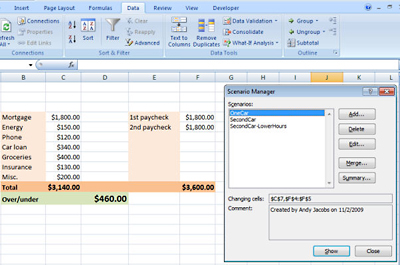 Insert Page Layout Formulas Data Review View Developer
Connections Properties Edit Links
Connections
Sort Filter Clear Reapply Advanced
Sort & Filter
Text to Columns Remove Duplicates
Data Validation Consolidate What-If Analysis
Data Tools
Group Ungroup Subtotal
Outline
fx
B C D E F G H I J K L
Mortgage $1,800.00 1st paycheck $1,800.00
Energy $150.00 2nd paycheck $1,800.00
Phone $120.00
Car loan $340.00
Groceries $400.00
Insurance $130.00
Misc. $200.00
Total $3,140.00 $3,600.00
Over/under $460.00
Scenario Manager
Scenarios:
OneCar
SecondCar
SecondCar-LowerHours
Add...
Delete
Edit...
Merge...
Summary...
Changing cells: $C$7,$F$4:$F$5
Comment: Created by Andy Jacobs on 11/2/2009
Show Close